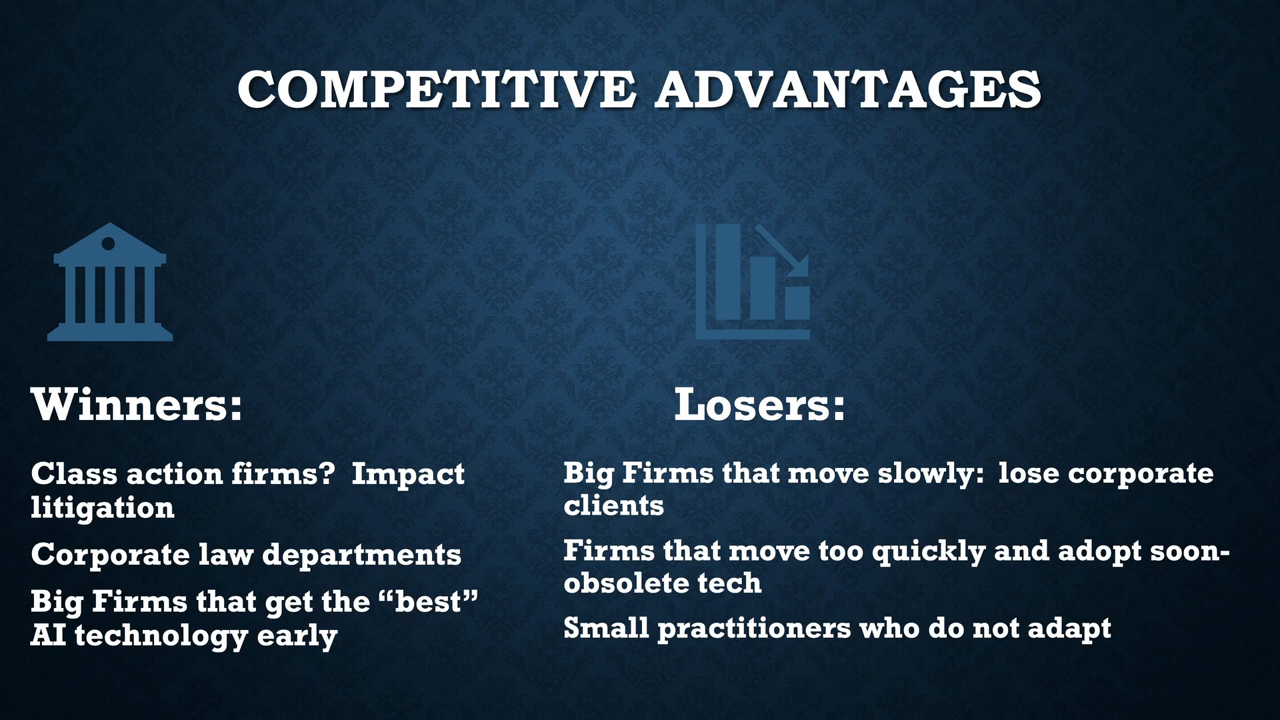 COMPETITIVE ADVANTAGES
Winners:
Class action firms?  Impact
litigation
Corporate law departments
Big Firms that get the “best”
AI technology early
Losers:
Big Firms that move slowly:  lose corporate
clients
Firms that move too quickly and adopt soon-
obsolete tech
Small practitioners who do not adapt